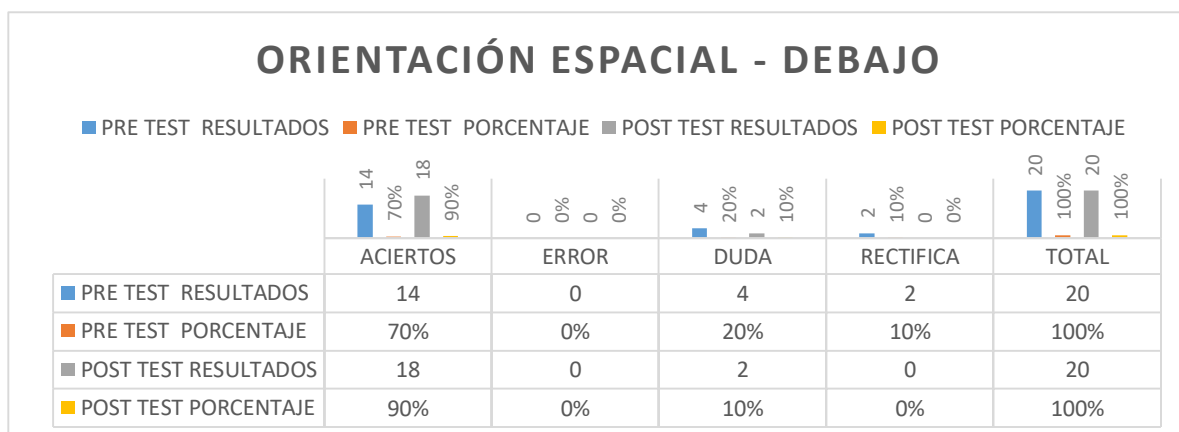 ORIENTACIÓN ESPACIAL - DEBAJO
PRE TEST RESULTADOS PRE TEST PORCENTAJE POST TEST RESULTADOS POST TEST PORCENTAJE
14 70% 18 90% 0 0% 0 0% 4 20% 2 10% 2 10% 0 0% 20 100% 20 100%
ACIERTOS ERROR DUDA RECTIFICA TOTAL
PRE TEST RESULTADOS 14 0 4 2 20
PRE TEST PORCENTAJE 70% 0% 20% 10% 100%
POST TEST RESULTADOS 18 0 2 0 20
POST TEST PORCENTAJE 90% 0% 10% 0% 100%